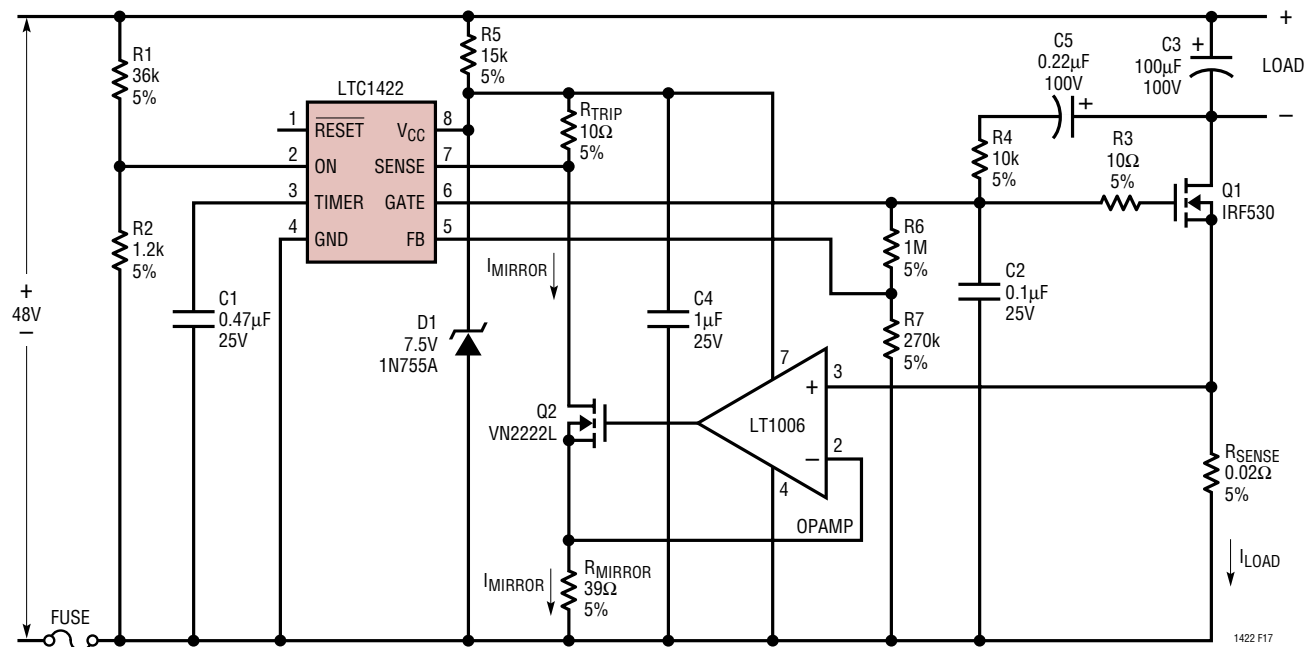 R1
36k
5%
R2
1.2k
5%
+
48V
−
FUSE
C1
0.47µF
25V
LTC1422
1
RESET
2
ON
3
TIMER
4
GND
VCC
8
SENSE
7
GATE
6
FB
5
R5
15k
5%
RTRIP
10Ω
5%
IMIRROR
D1
7.5V
1N755A
C4
1µF
25V
Q2
VN2222L
7
+
3
LT1006
−
2
4
OPAMP
IMIRROR
RMIRROR
39Ω
5%
R6
1M
5%
R7
270k
5%
C5
0.22µF
100V
+
R4
10k
5%
R3
10Ω
5%
C2
0.1µF
25V
C3
100µF
100V
+
+
LOAD
−
Q1
IRF530
RSENSE
0.02Ω
5%
ILOAD
1422 F17